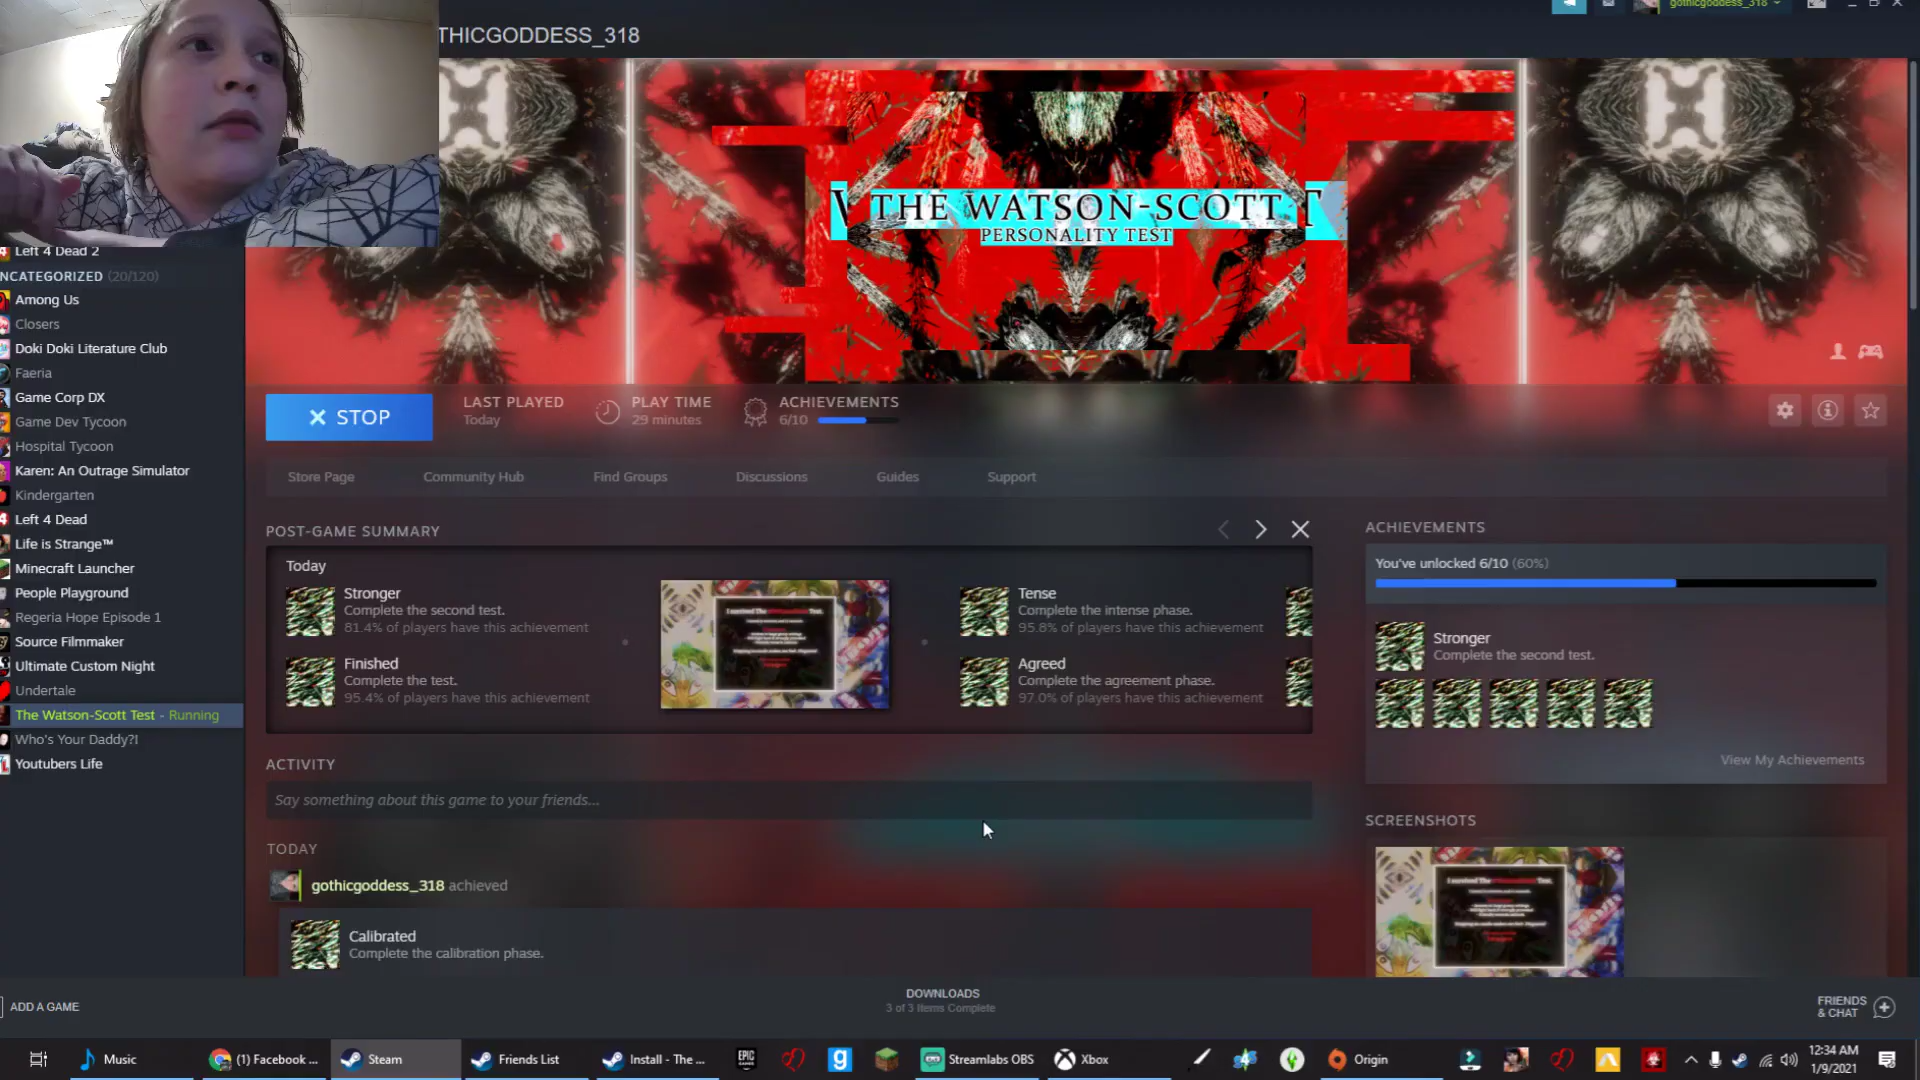 gothicgoddess_318
THICGODDESS_318
THE WATSON-SCOTT T
PERSONALITY TEST
Left 4 Dead 2
NCATEGORIZED (20/120)
Among Us
Closers
Doki Doki Literature Club
Faeria
Game Corp DX
Game Dev Tycoon
Hospital Tycoon
Karen: An Outrage Simulator
Kindergarten
Left 4 Dead
Life is Strange™
Minecraft Launcher
People Playground
Regeria Hope Episode 1
Source Filmmaker
Ultimate Custom Night
Undertale
The Watson-Scott Test - Running
Who's Your Daddy?!
Youtubers Life
STOP
LAST PLAYED
Today
PLAY TIME
29 minutes
ACHIEVEMENTS
6/10
Store Page
Community Hub
Find Groups
Discussions
Guides
Support
POST-GAME SUMMARY
Today
Stronger
Complete the second test.
81.4% of players have this achievement
Finished
Complete the test.
95.4% of players have this achievement
Tense
Complete the intense phase.
95.8% of players have this achievement
Agreed
Complete the agreement phase.
97.0% of players have this achievement
ACHIEVEMENTS
You've unlocked 6/10 (60%)
Stronger
Complete the second test.
View My Achievements
ACTIVITY
Say something about this game to your friends...
TODAY
gothicgoddess_318 achieved
Calibrated
Complete the calibration phase.
SCREENSHOTS
ADD A GAME
DOWNLOADS
3 of 3 Items Complete
FRIENDS
& CHAT
Music
(1) Facebook ...
Steam
Friends List
Install - The ...
EPIC
Streamlabs OBS
Xbox
Origin
12:34 AM
1/9/2021